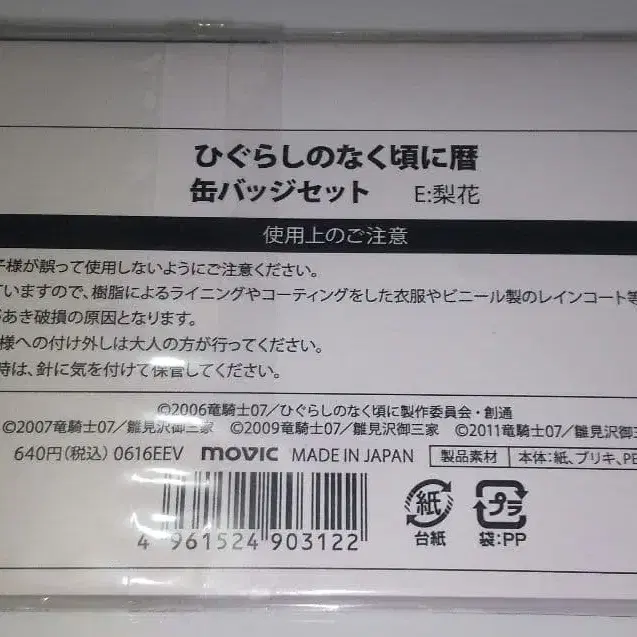 ひぐらしのなく頃に暦
缶バッジセット E:梨花
使用上のご注意
子様が誤って使用しないようにご注意ください。
ていますので、樹脂によるライニングやコーティングをした衣服やビニール製のレインコート等
があき破損の原因となります。
様への付け外しは大人の方が行ってください。
時は、針に気を付けて保管してください。
©2006竜騎士07/ひぐらしのなく頃に製作委員会・創通
©2007竜騎士07/雛見沢御三家 ©2009竜騎士07/雛見沢御三家 ©2011竜騎士07/雛見沢御三
640円(税込) 0616EEV movic MADE IN JAPAN 製品素材 本体:紙、ブリキ、PE
4 961524 903122
紙 プラ
台紙 袋:PP